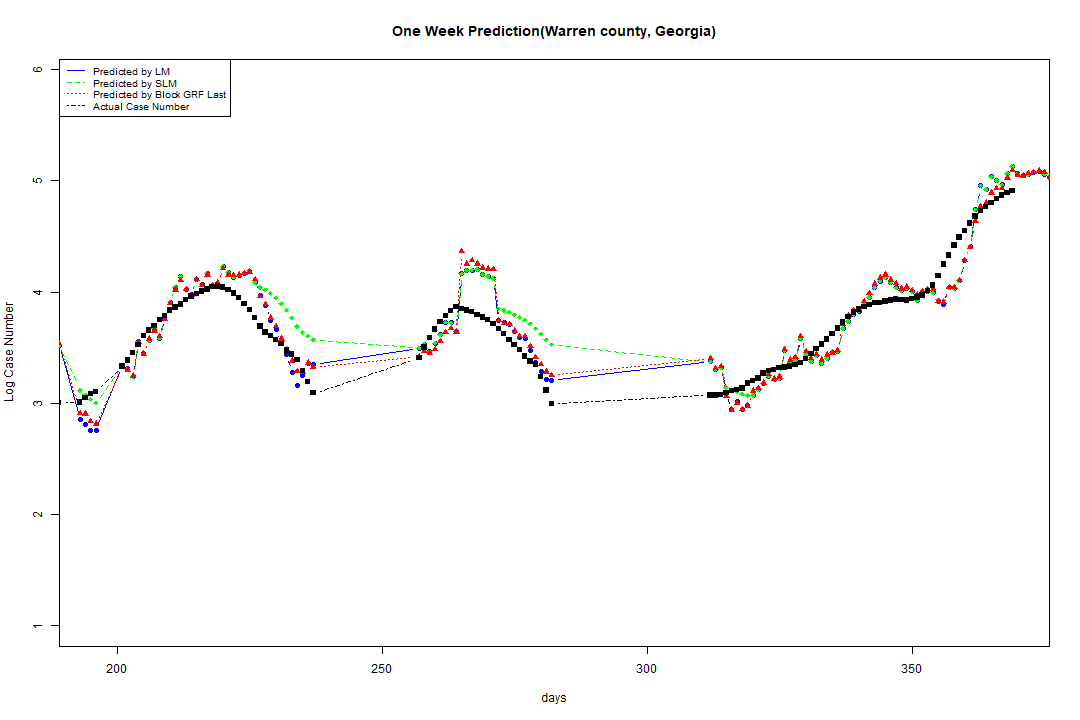 One Week Prediction(Warren county, Georgia)
Predicted by LM
Predicted by SLM
Predicted by Block GRF Last
Actual Case Number
6
5
4
3
2
1
Log Case Number
200
250
300
350
days